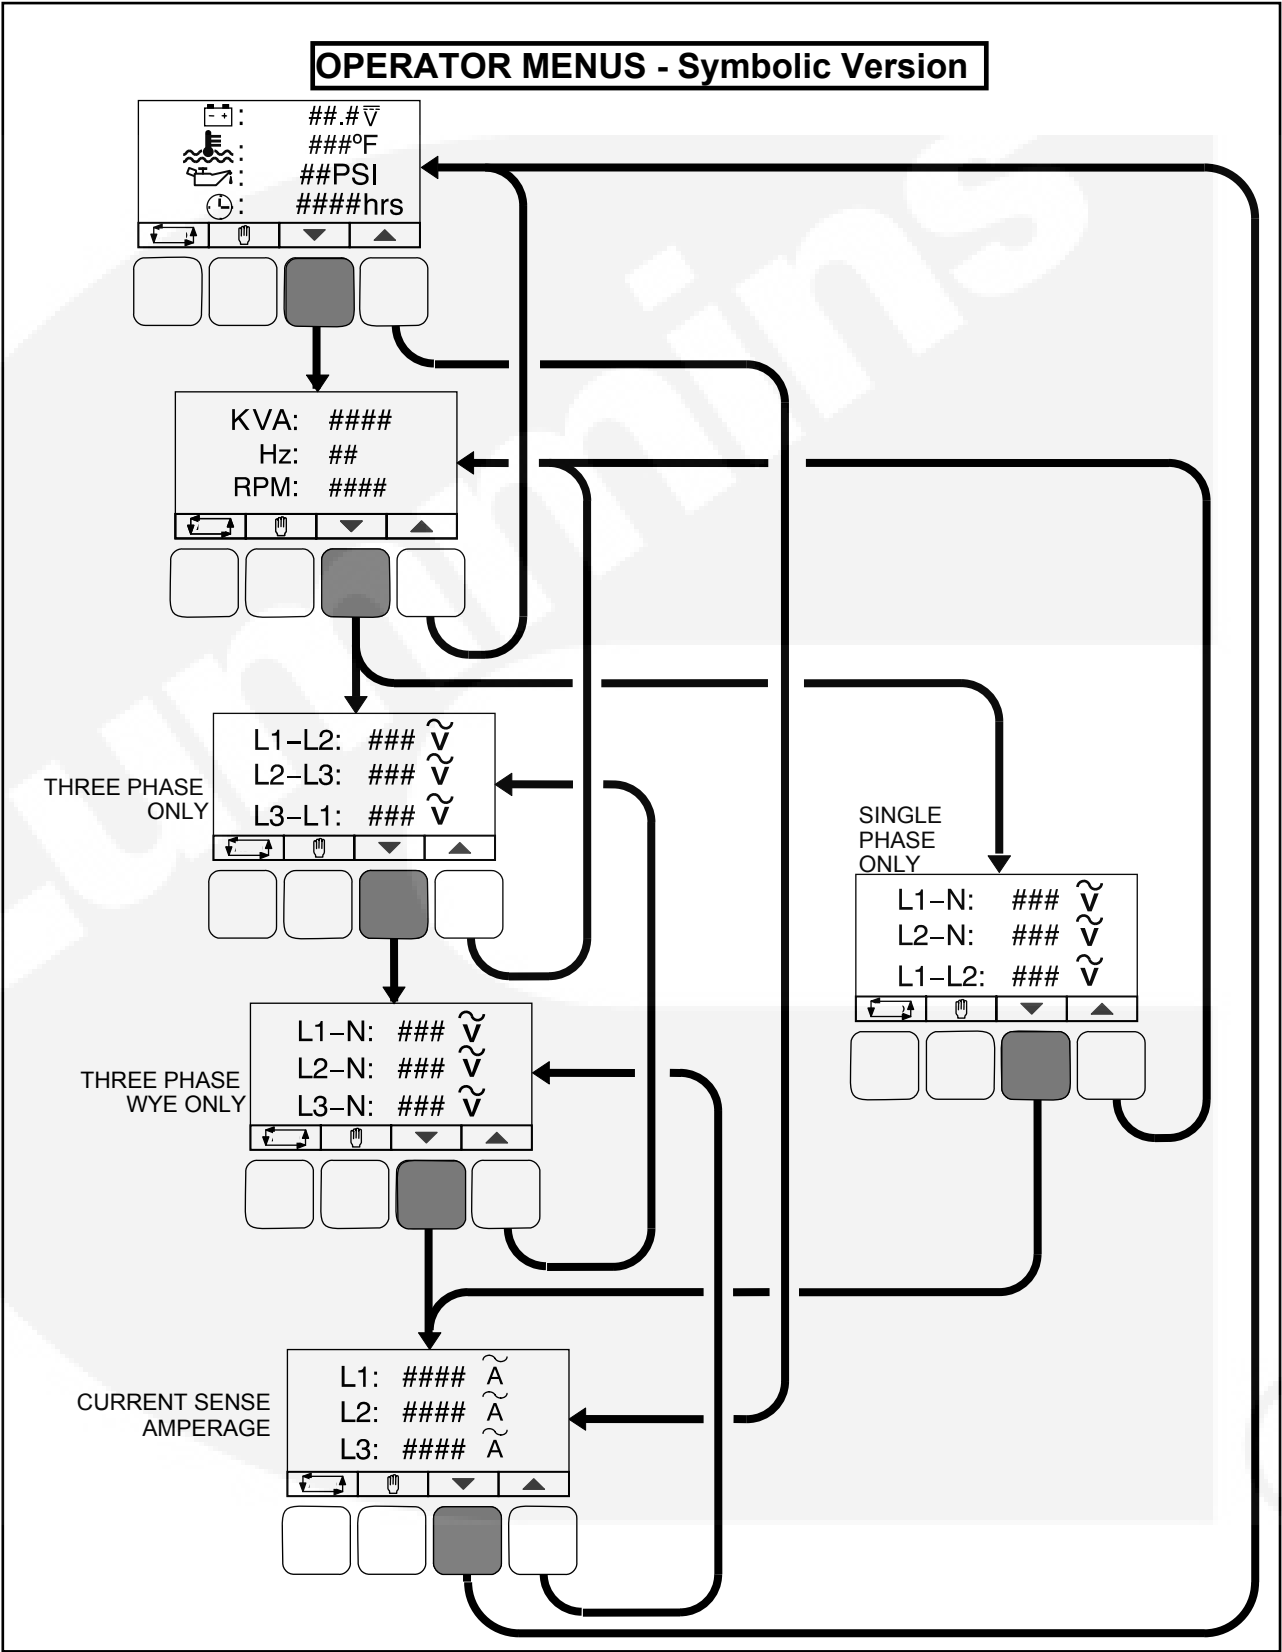 OPERATOR MENUS - Symbolic Version
: ##.# V
: ###ºF
: ##PSI
: ####hrs
KVA: ####
Hz: ##
RPM: ####
L1–L2: ### V
L2–L3: ### V
L3–L1: ### V
THREE PHASE
ONLY
SINGLE
PHASE
ONLY
L1–N: ### V
L2–N: ### V
L1–L2: ### V
L1–N: ### V
L2–N: ### V
L3–N: ### V
THREE PHASE
WYE ONLY
L1: #### A
L2: #### A
L3: #### A
CURRENT SENSE
AMPERAGE
Cummins